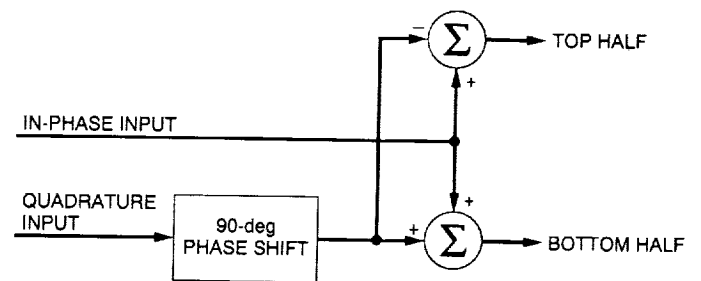 −
Σ
TOP HALF
+
IN-PHASE INPUT
QUADRATURE
INPUT
90-deg
PHASE SHIFT
+
+
Σ
BOTTOM HALF